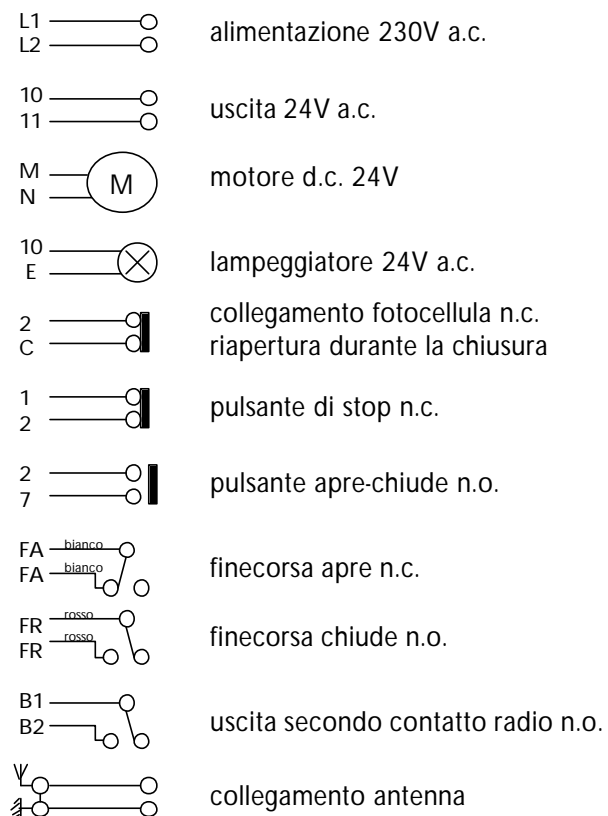 L1
L2
alimentazione 230V a.c.
10
11
uscita 24V a.c.
M
N
M
motore d.c. 24V
10
E
lampeggiatore 24V a.c.
2
C
collegamento fotocellula n.c.
riapertura durante la chiusura
1
2
pulsante di stop n.c.
2
7
pulsante apre-chiude n.o.
FA bianco
FA bianco
finecorsa apre n.c.
FR rosso
FR rosso
finecorsa chiude n.o.
B1
B2
uscita secondo contatto radio n.o.
collegamento antenna